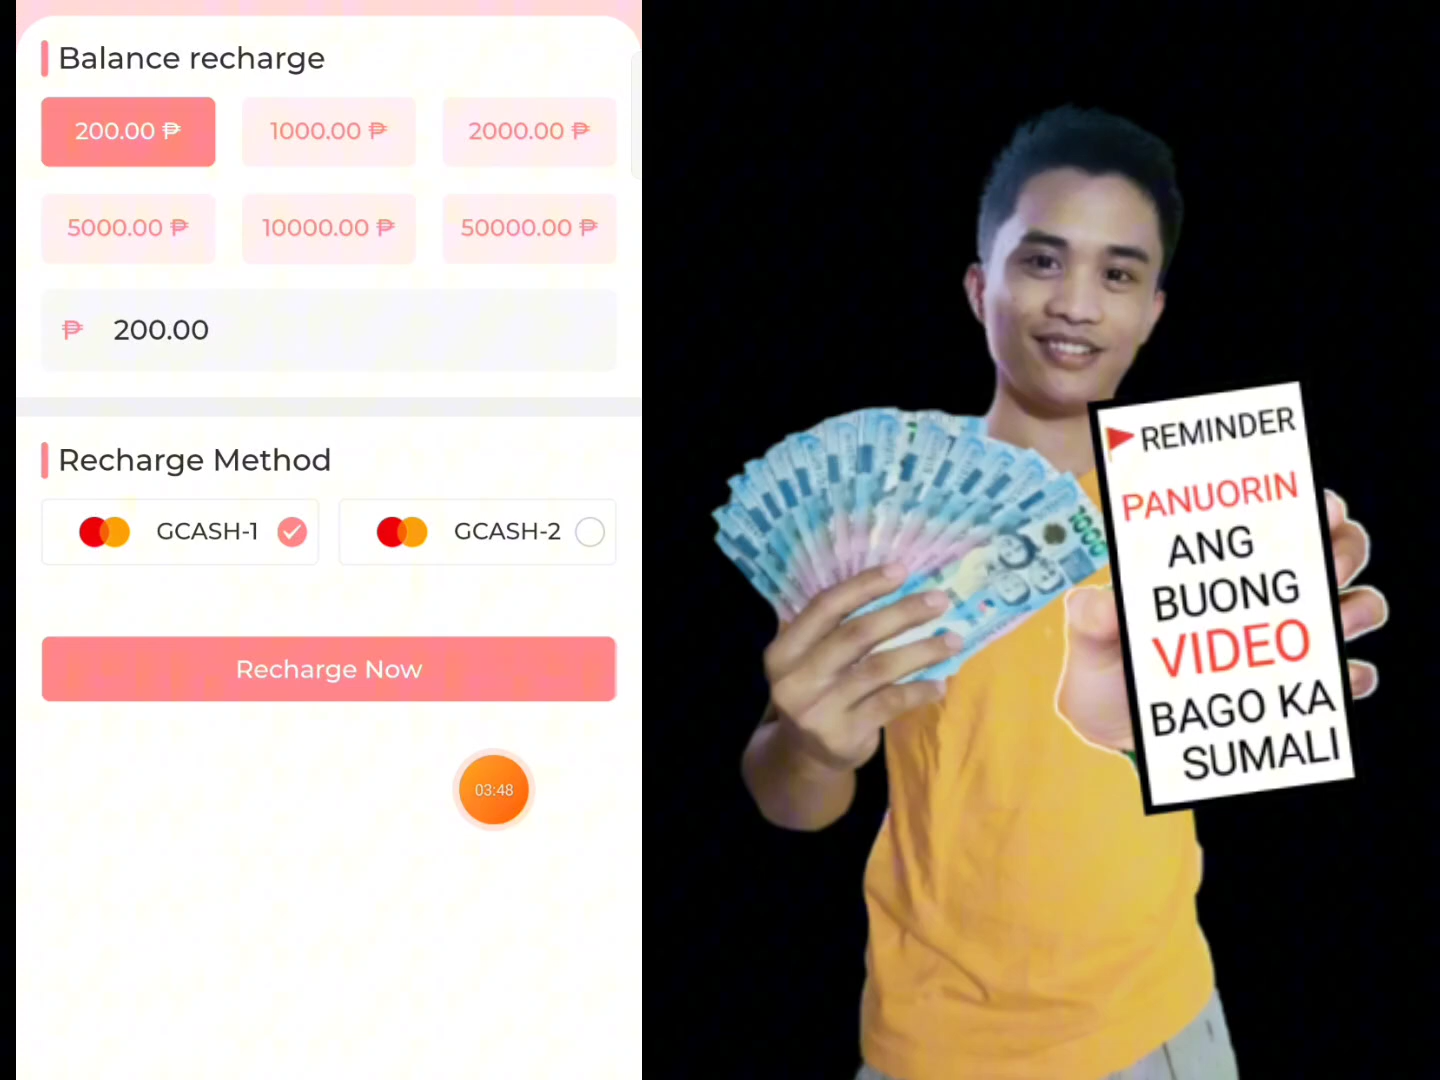 Balance recharge
200.00 ₱
1000.00 ₱
2000.00 ₱
5000.00 ₱
10000.00 ₱
50000.00 ₱
₱ 200.00
Recharge Method
GCASH-1
GCASH-2
Recharge Now
03:48
🚩REMINDER
PANUORIN
ANG
BUONG
VIDEO
BAGO KA
SUMALI
1000